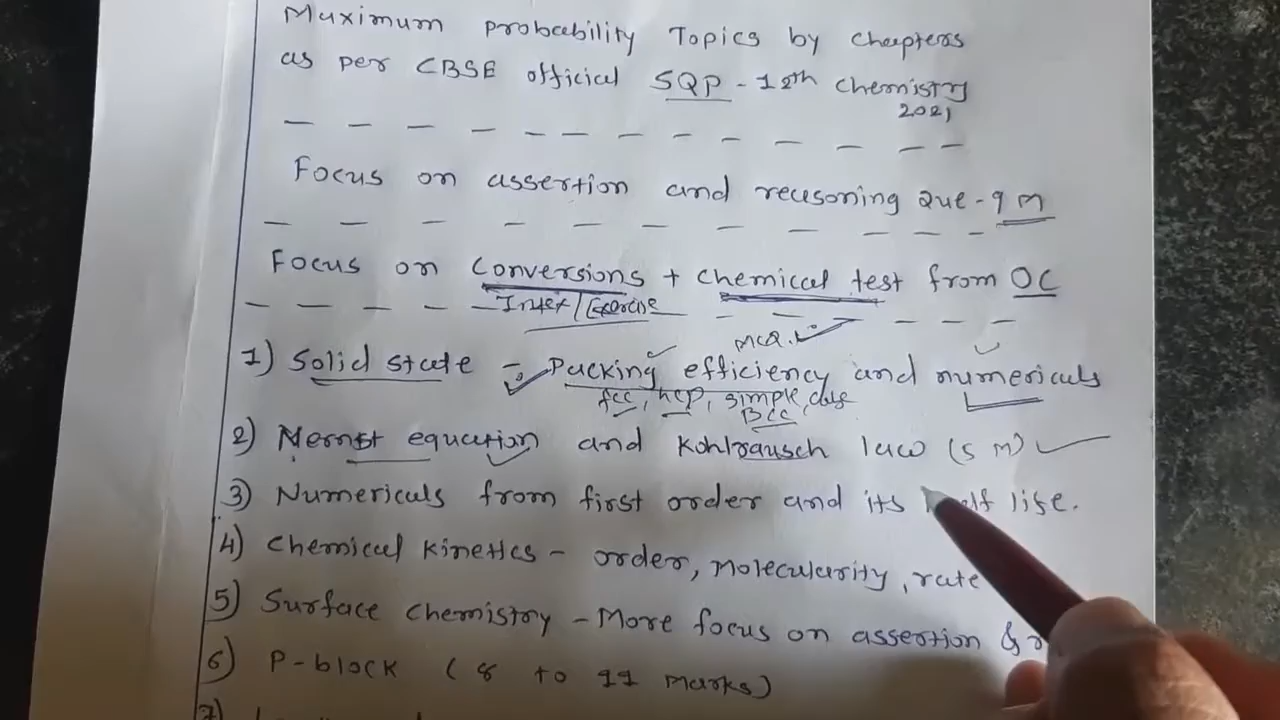 Maximum Probability Topics by Chapters
as per CBSE official SQP - 12th Chemistry
2021
Focus on assertion and reasoning Que - 9 M
Focus on Conversions + Chemical test from OC
Intex / Exercise
MCQ.
1) Solid state - Packing efficiency and numericals
fcc, hcp, simple,
BCC
2) Nernst equation and Kohlrausch law (5 M)
3) Numericals from first order and its half life.
4) Chemical Kinetics - order, Molecularity, rate
5) Surface Chemistry - More focus on assertion &
6) P-block ( 8 to 11 Marks)
7)